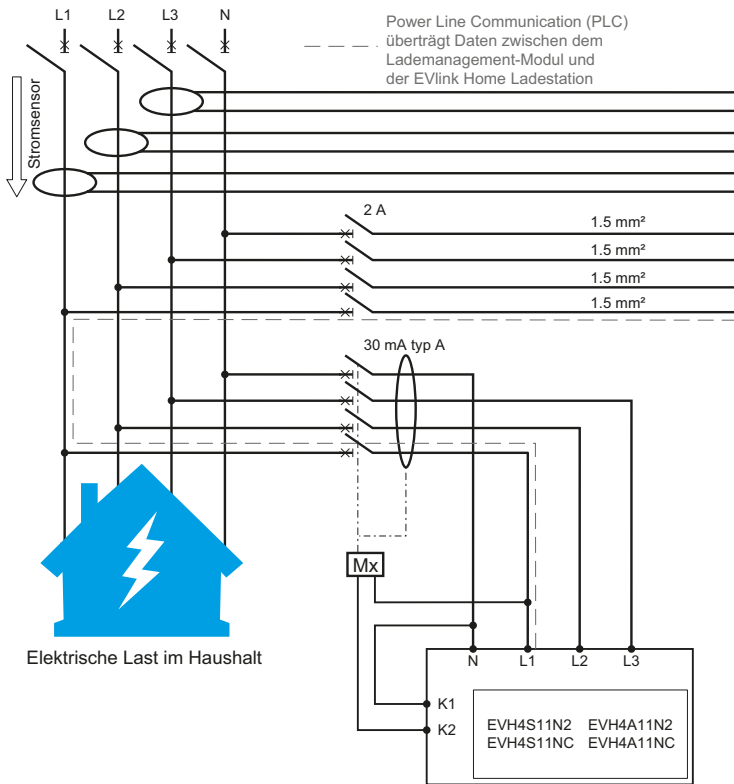 L1 L2 L3 N
Power Line Communication (PLC)
überträgt Daten zwischen dem
Lademanagement-Modul und
der EVlink Home Ladestation
Stromsensor
2 A
1.5 mm²
1.5 mm²
1.5 mm²
1.5 mm²
30 mA typ A
Mx
Elektrische Last im Haushalt
N L1 L2 L3
K1
K2
EVH4S11N2 EVH4A11N2
EVH4S11NC EVH4A11NC